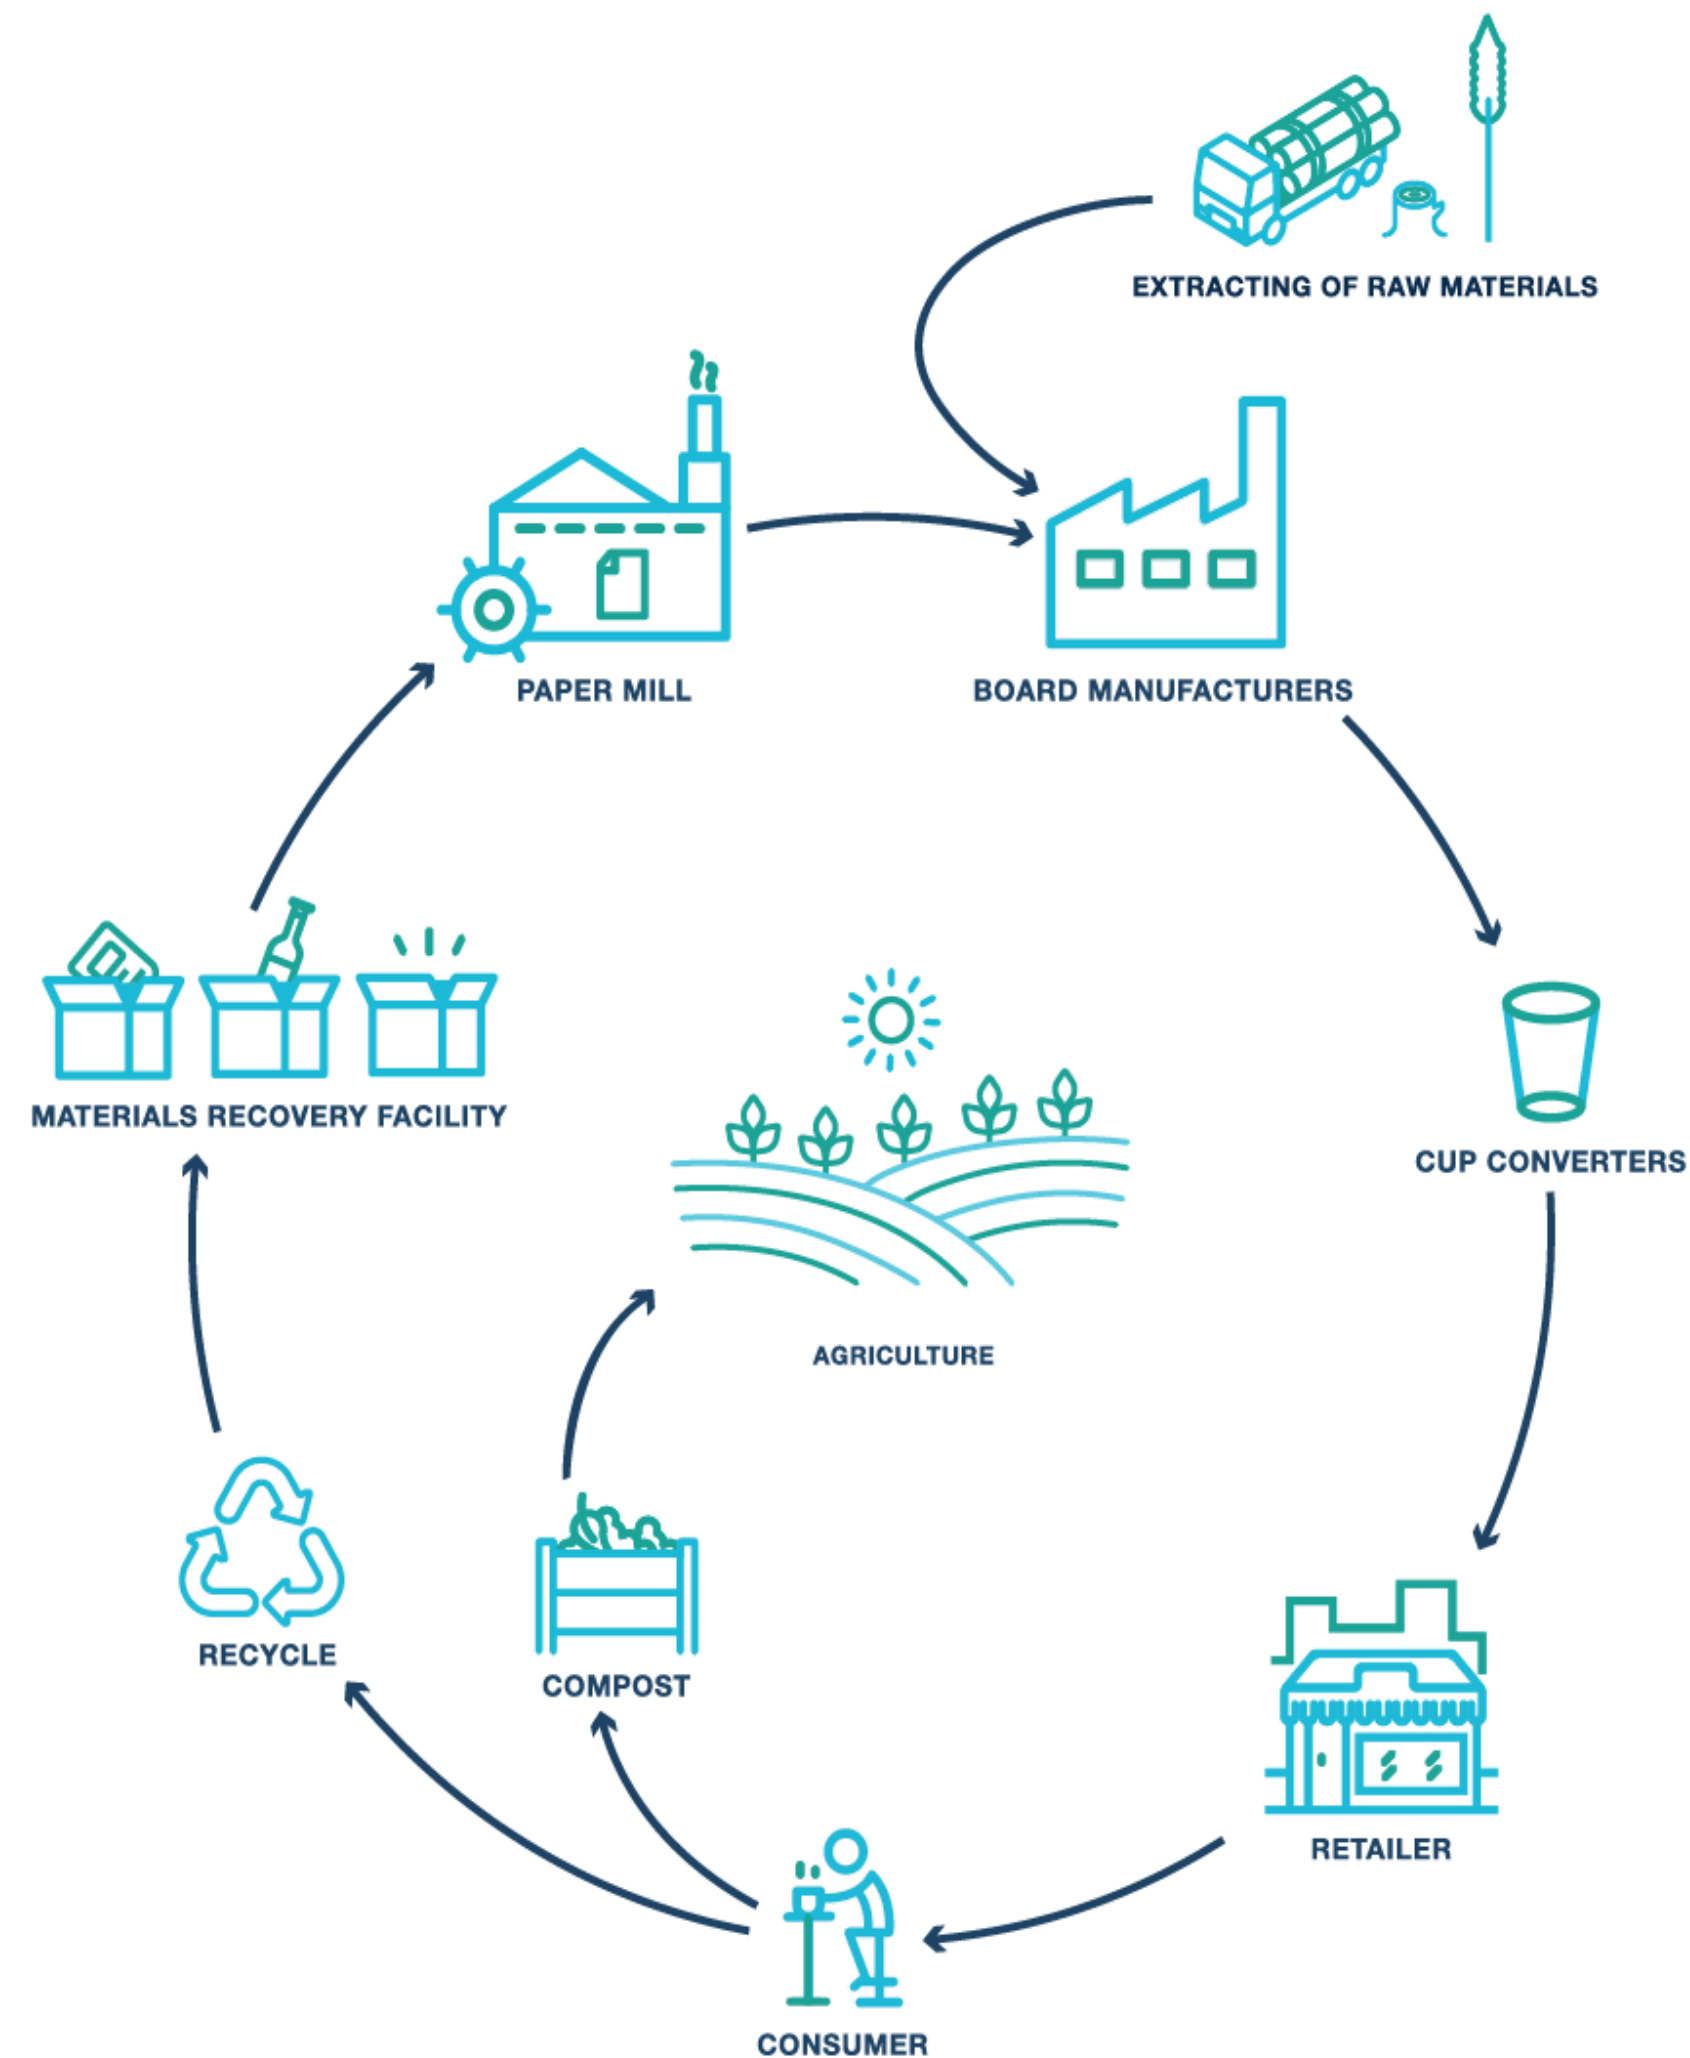 EXTRACTING OF RAW MATERIALS
PAPER MILL
BOARD MANUFACTURERS
MATERIALS RECOVERY FACILITY
CUP CONVERTERS
AGRICULTURE
RECYCLE
COMPOST
RETAILER
CONSUMER